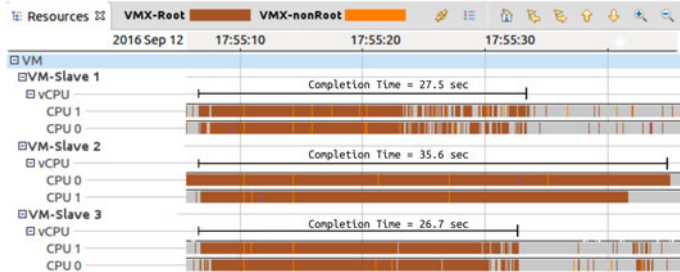 Resources VMX-Root VMX-nonRoot
2016 Sep 12 17:55:10 17:55:20 17:55:30
VM
VM-Slave 1
Completion Time = 27.5 sec
vCPU
CPU 1
CPU 0
VM-Slave 2
Completion Time = 35.6 sec
vCPU
CPU 0
CPU 1
VM-Slave 3
Completion Time = 26.7 sec
vCPU
CPU 1
CPU 0